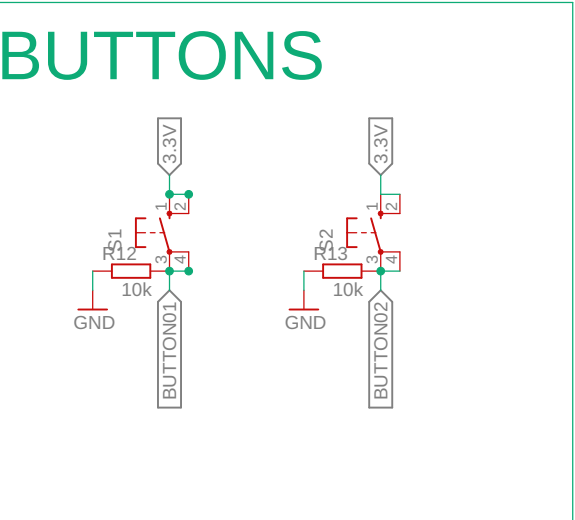 BUTTONS
3.3V
3.3V
1
2
1
2
S1
S2
R12
3
4
R13
3
4
10k
10k
GND
GND
BUTTON01
BUTTON02